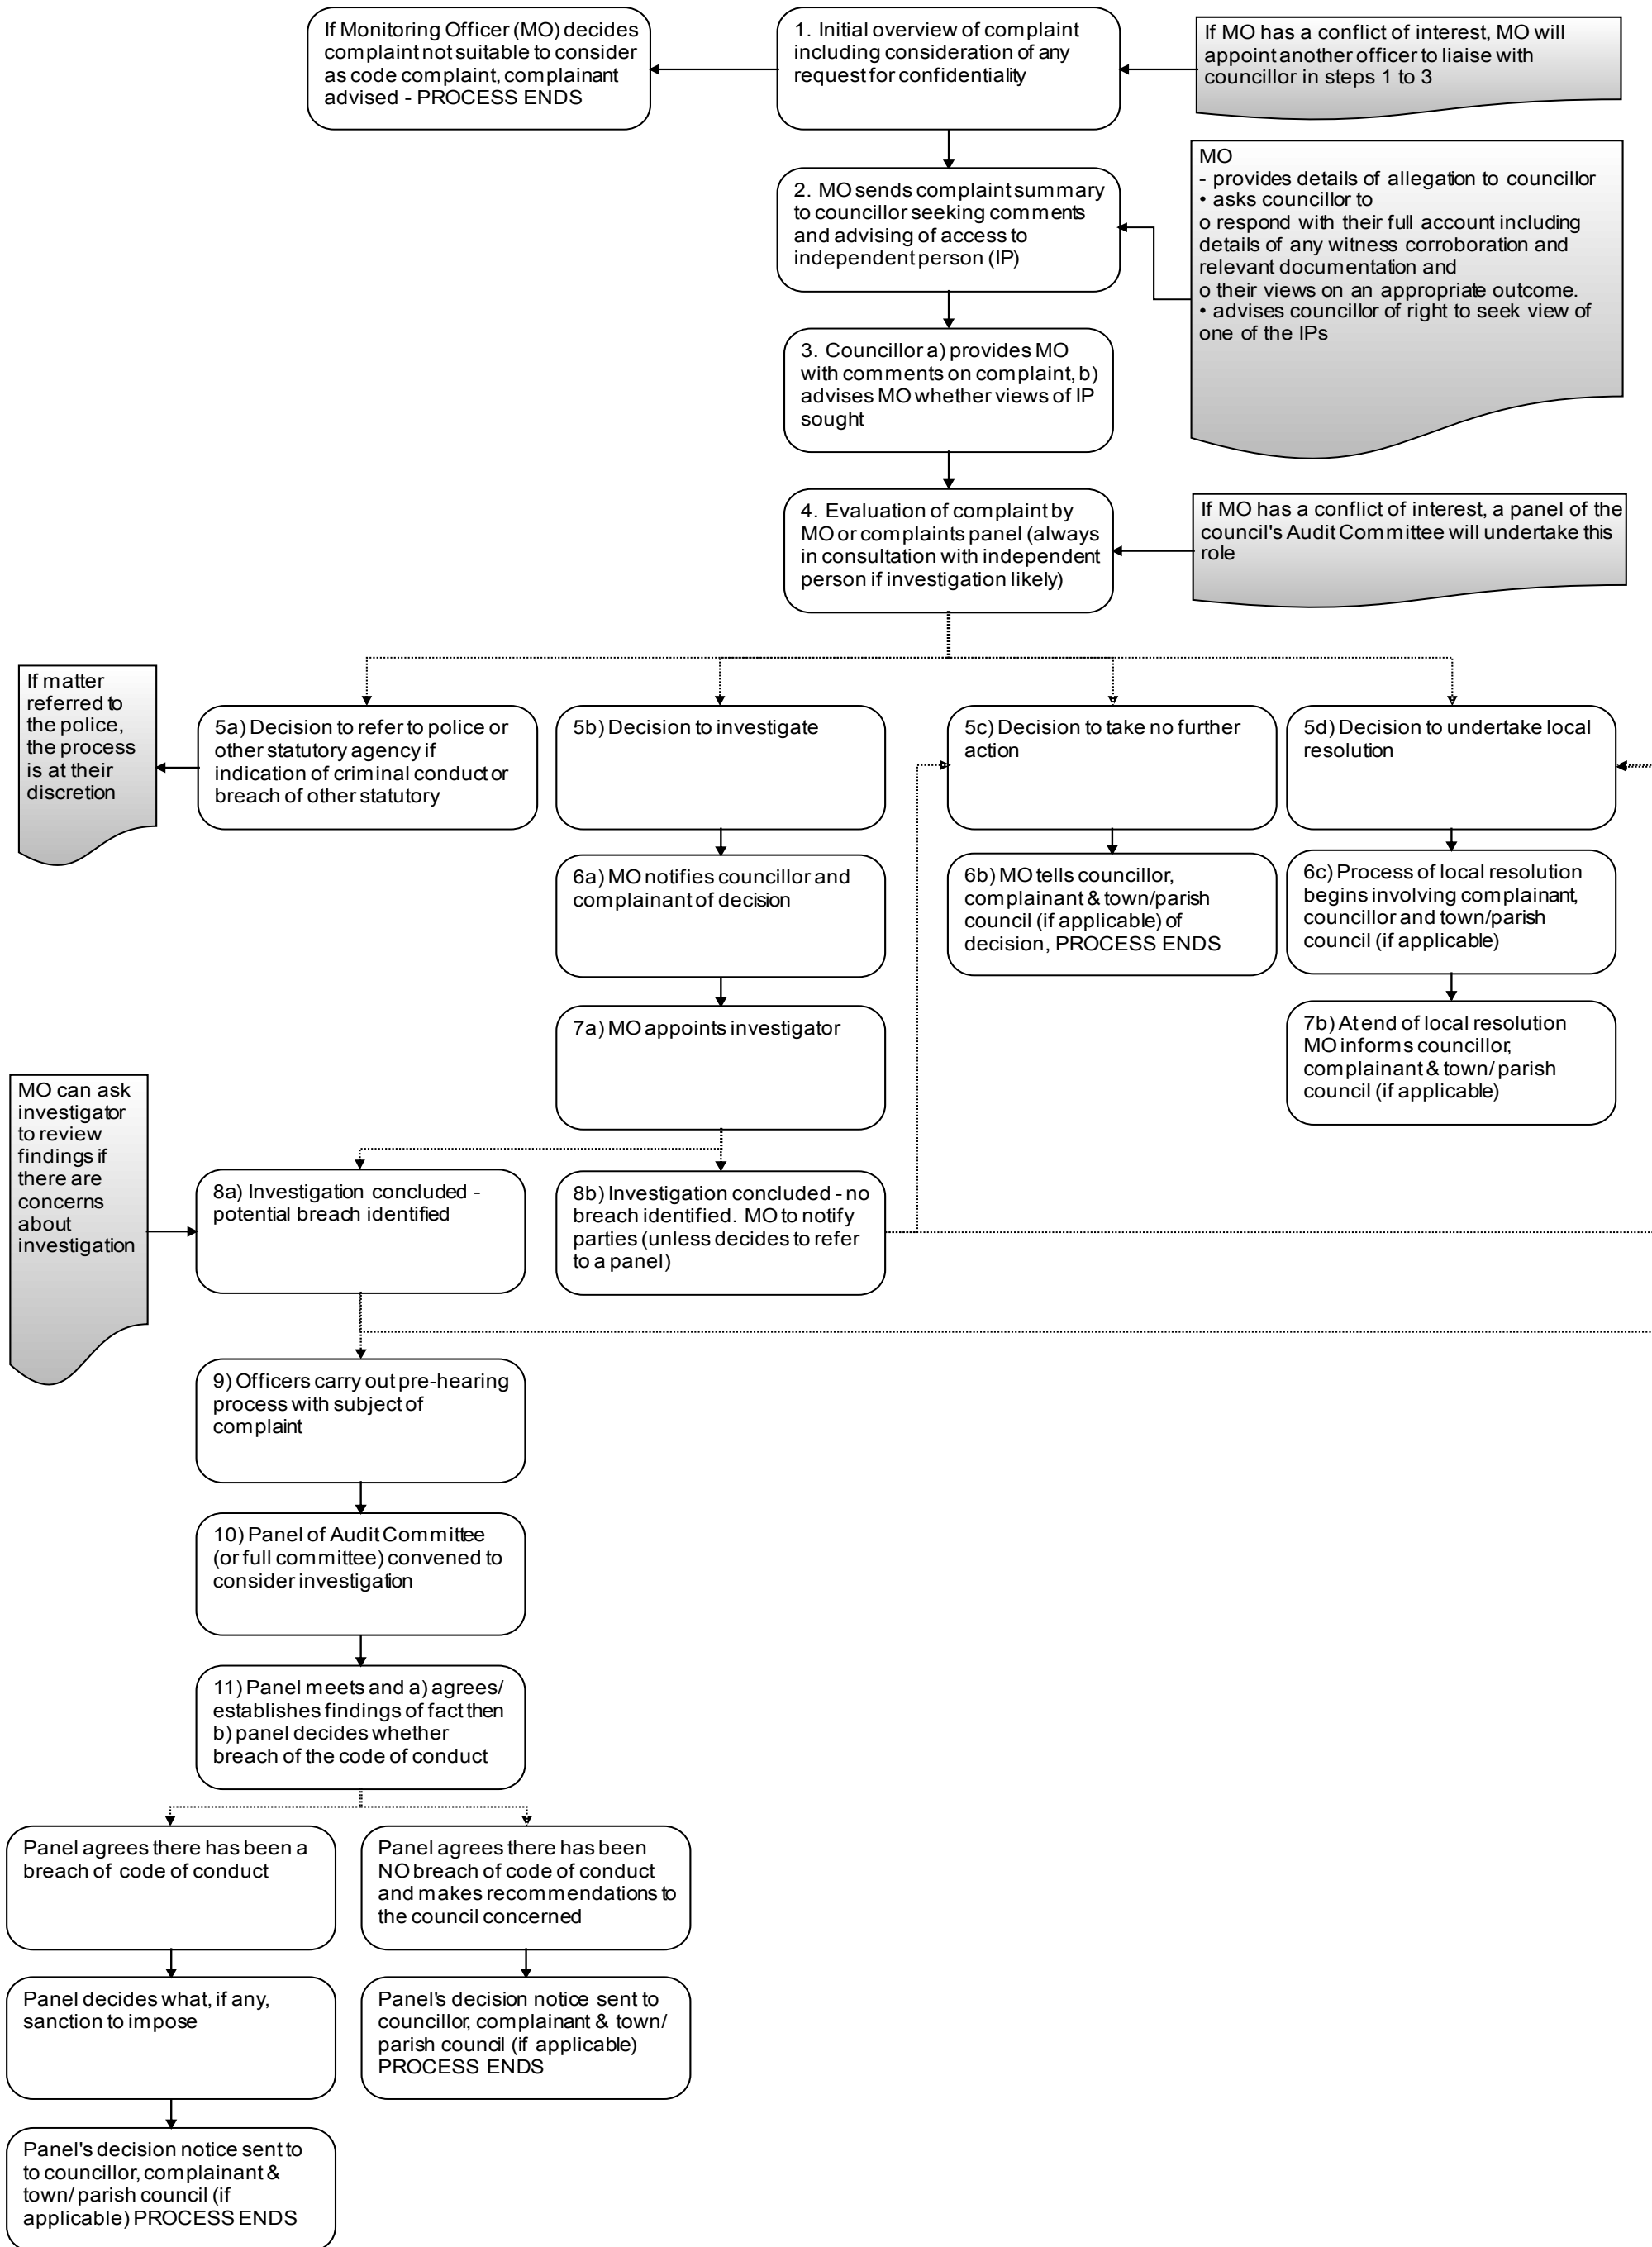 If Monitoring Officer (MO) decides
complaint not suitable to consider
as code complaint, complainant
advised - PROCESS ENDS
1. Initial overview of complaint
including consideration of any
request for confidentiality
If MO has a conflict of interest, MO will
appoint another officer to liaise with
councillor in steps 1 to 3
2. MO sends complaint summary
to councillor seeking comments
and advising of access to
independent person (IP)
MO
- provides details of allegation to councillor
• asks councillor to
o respond with their full account including
details of any witness corroboration and
relevant documentation and
o their views on an appropriate outcome.
• advises councillor of right to seek view of
one of the IPs
3. Councillor a) provides MO
with comments on complaint, b)
advises MO whether views of IP
sought
4. Evaluation of complaint by
MO or complaints panel (always
in consultation with independent
person if investigation likely)
If MO has a conflict of interest, a panel of the
council's Audit Committee will undertake this
role
If matter
referred to
the police,
the process
is at their
discretion
5a) Decision to refer to police or
other statutory agency if
indication of criminal conduct or
breach of other statutory
5b) Decision to investigate
5c) Decision to take no further
action
5d) Decision to undertake local
resolution
6a) MO notifies councillor and
complainant of decision
6b) MO tells councillor,
complainant & town/parish
council (if applicable) of
decision, PROCESS ENDS
6c) Process of local resolution
begins involving complainant,
councillor and town/parish
council (if applicable)
7a) MO appoints investigator
7b) At end of local resolution
MO informs councillor,
complainant & town/ parish
council (if applicable)
MO can ask
investigator
to review
findings if
there are
concerns
about
investigation
8a) Investigation concluded -
potential breach identified
8b) Investigation concluded - no
breach identified. MO to notify
parties (unless decides to refer
to a panel)
9) Officers carry out pre-hearing
process with subject of
complaint
10) Panel of Audit Committee
(or full committee) convened to
consider investigation
11) Panel meets and a) agrees/
establishes findings of fact then
b) panel decides whether
breach of the code of conduct
Panel agrees there has been a
breach of code of conduct
Panel agrees there has been
NO breach of code of conduct
and makes recommendations to
the council concerned
Panel decides what, if any,
sanction to impose
Panel's decision notice sent to
councillor, complainant & town/
parish council (if applicable)
PROCESS ENDS
Panel's decision notice sent to
to councillor, complainant &
town/ parish council (if
applicable) PROCESS ENDS